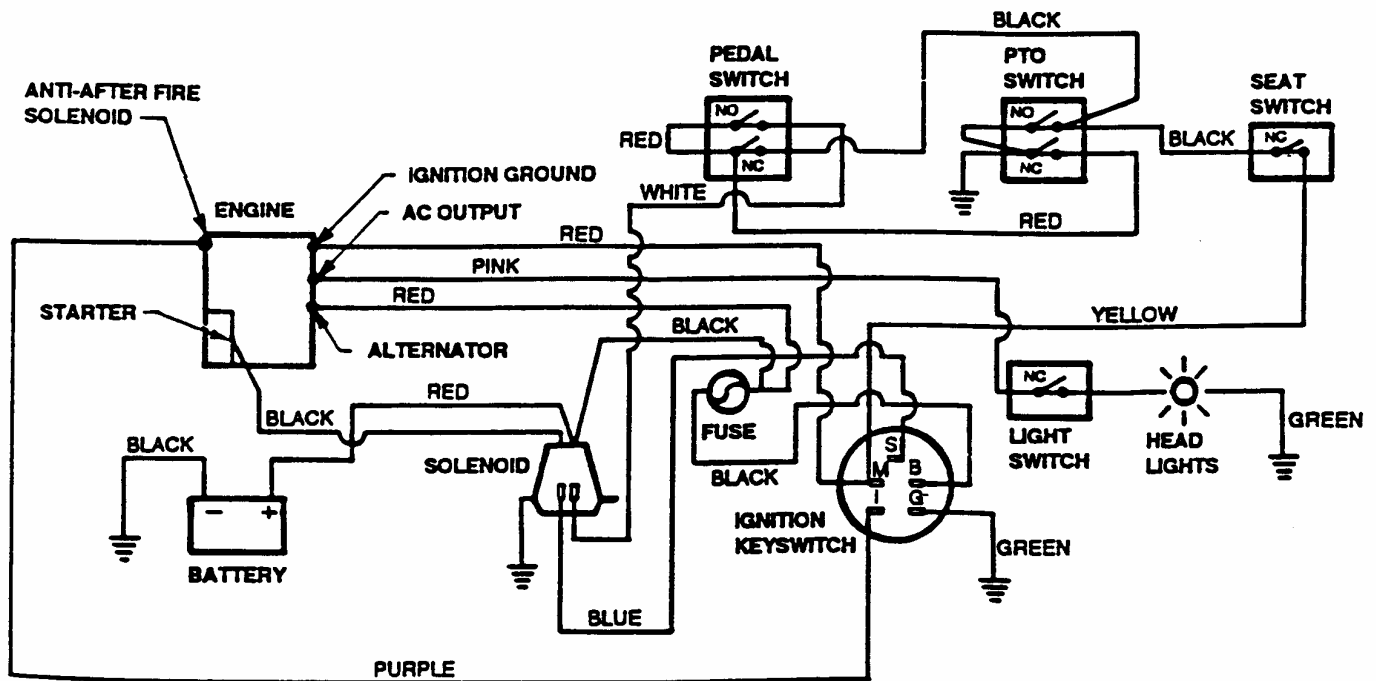 BLACK
PEDAL
SWITCH
PTO
SWITCH
SEAT
SWITCH
ANTI-AFTER FIRE
SOLENOID
NO
NC
RED
NO
NC
BLACK
NC
IGNITION GROUND
WHITE
ENGINE
AC OUTPUT
RED
RED
PINK
RED
STARTER
BLACK
YELLOW
ALTERNATOR
RED
NC
BLACK
FUSE
LIGHT
SWITCH
HEAD
LIGHTS
GREEN
BLACK
SOLENOID
BLACK
S
M
B
I
G
- +
IGNITION
KEYSWITCH
GREEN
BATTERY
BLUE
PURPLE